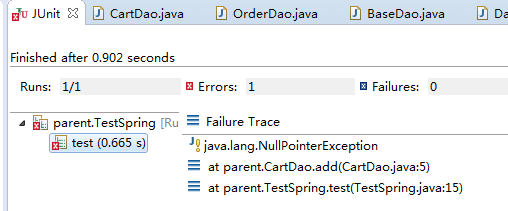 JUnit CartDao.java OrderDao.java BaseDao.java Da
Finished after 0.902 seconds
Runs: 1/1 Errors: 1 Failures: 0
parent.TestSpring [Ru
test (0.665 s)
Failure Trace
java.lang.NullPointerException
at parent.CartDao.add(CartDao.java:5)
at parent.TestSpring.test(TestSpring.java:15)